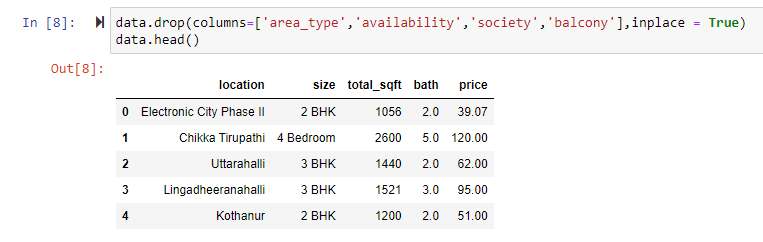 In [8]: data.drop(columns=['area_type','availability','society','balcony'],inplace = True)
data.head()
Out[8]:
location size total_sqft bath price
0 Electronic City Phase II 2 BHK 1056 2.0 39.07
1 Chikka Tirupathi 4 Bedroom 2600 5.0 120.00
2 Uttarahalli 3 BHK 1440 2.0 62.00
3 Lingadheeranahalli 3 BHK 1521 3.0 95.00
4 Kothanur 2 BHK 1200 2.0 51.00